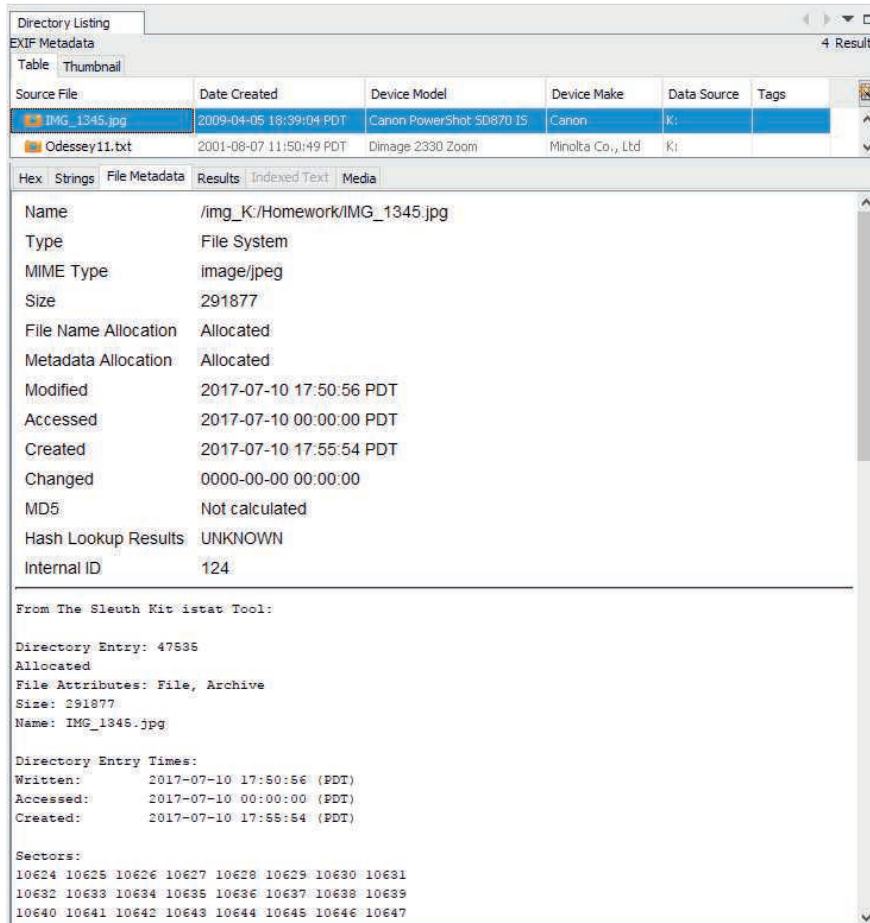 Directory Listing
EXIF Metadata 4 Result
Table Thumbnail
Source File Date Created Device Model Device Make Data Source Tags
IMG_1345.jpg 2009-04-05 18:39:04 PDT Canon PowerShot SD870 IS Canon K:
Odessey11.txt 2001-08-07 11:50:49 PDT Dimage 2330 Zoom Minolta Co., Ltd K:
Hex Strings File Metadata Results Indexed Text Media
Name /img_K:/Homework/IMG_1345.jpg
Type File System
MIME Type image/jpeg
Size 291877
File Name Allocation Allocated
Metadata Allocation Allocated
Modified 2017-07-10 17:50:56 PDT
Accessed 2017-07-10 00:00:00 PDT
Created 2017-07-10 17:55:54 PDT
Changed 0000-00-00 00:00:00
MD5 Not calculated
Hash Lookup Results UNKNOWN
Internal ID 124
From The Sleuth Kit istat Tool:
Directory Entry: 47535
Allocated
File Attributes: File, Archive
Size: 291877
Name: IMG_1345.jpg
Directory Entry Times:
Written: 2017-07-10 17:50:56 (PDT)
Accessed: 2017-07-10 00:00:00 (PDT)
Created: 2017-07-10 17:55:54 (PDT)
Sectors:
10624 10625 10626 10627 10628 10629 10630 10631
10632 10633 10634 10635 10636 10637 10638 10639
10640 10641 10642 10643 10644 10645 10646 10647